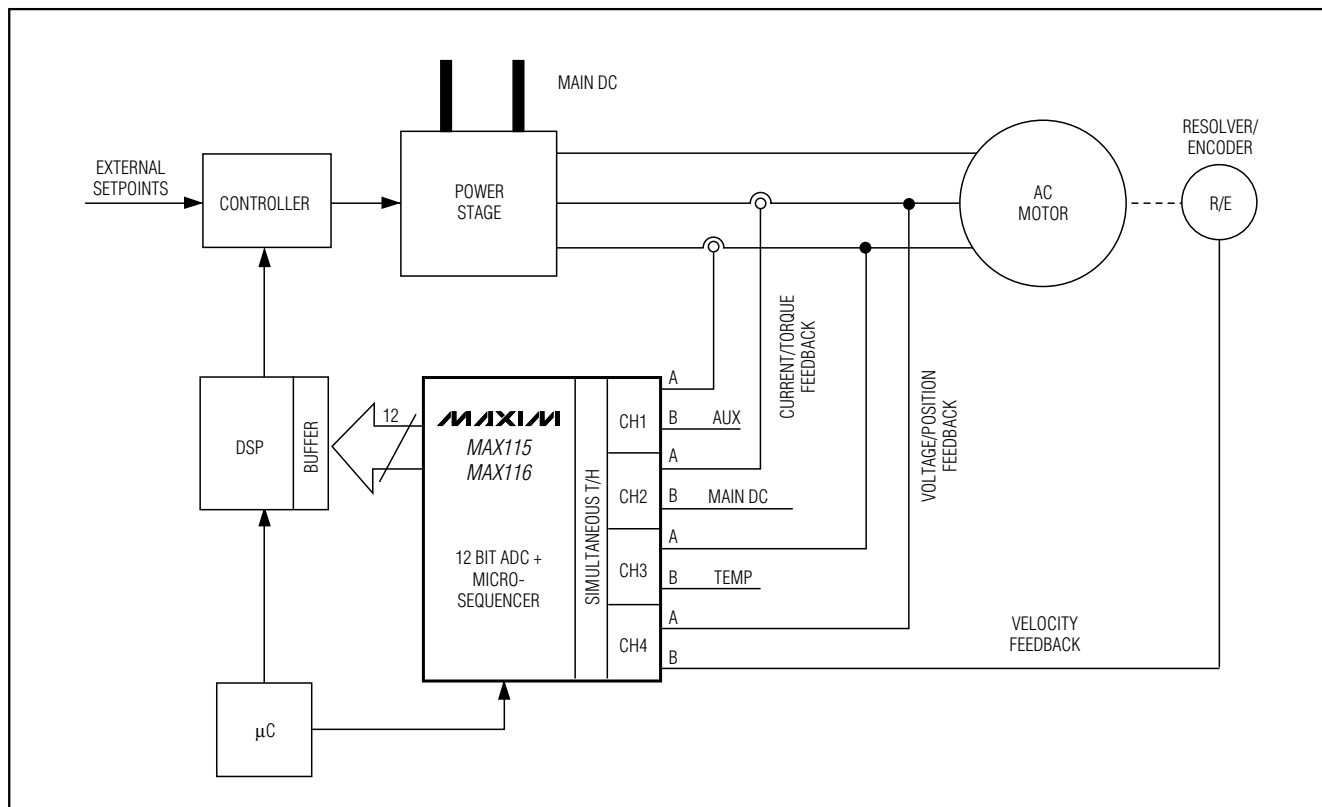 MAIN DC
EXTERNAL
SETPOINTS
CONTROLLER
POWER
STAGE
AC
MOTOR
RESOLVER/
ENCODER
R/E
CURRENT/TORQUE
FEEDBACK
VOLTAGE/POSITION
FEEDBACK
DSP
BUFFER
12
MAXIM
MAX115
MAX116
12 BIT ADC +
MICRO-
SEQUENCER
SIMULTANEOUS T/H
CH1
CH2
CH3
CH4
A
B AUX
A
B MAIN DC
A
B TEMP
A
B
VELOCITY
FEEDBACK
μC